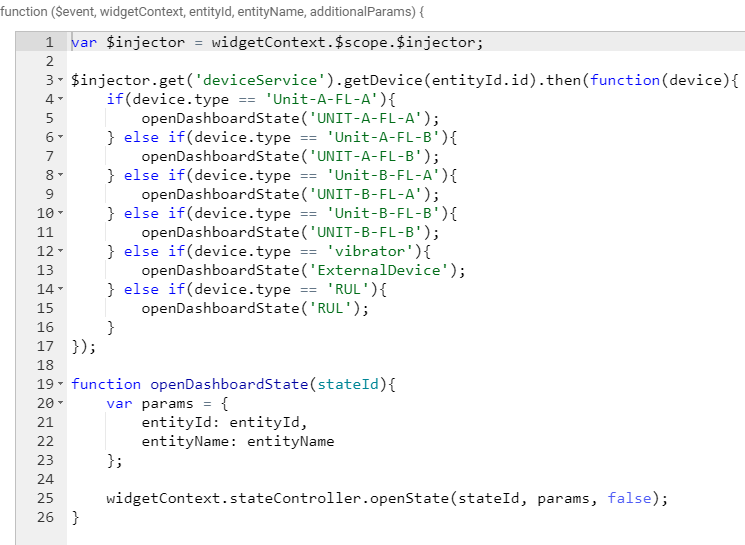 function ($event, widgetContext, entityId, entityName, additionalParams) {
1 var $injector = widgetContext.$scope.$injector;
2
3 $injector.get('deviceService').getDevice(entityId.id).then(function(device){
4     if(device.type == 'Unit-A-FL-A'){
5         openDashboardState('UNIT-A-FL-A');
6     } else if(device.type == 'Unit-A-FL-B'){
7         openDashboardState('UNIT-A-FL-B');
8     } else if(device.type == 'Unit-B-FL-A'){
9         openDashboardState('UNIT-B-FL-A');
10     } else if(device.type == 'Unit-B-FL-B'){
11         openDashboardState('UNIT-B-FL-B');
12     } else if(device.type == 'vibrator'){
13         openDashboardState('ExternalDevice');
14     } else if(device.type == 'RUL'){
15         openDashboardState('RUL');
16     }
17 });
18
19 function openDashboardState(stateId){
20     var params = {
21         entityId: entityId,
22         entityName: entityName
23     };
24
25     widgetContext.stateController.openState(stateId, params, false);
26 }